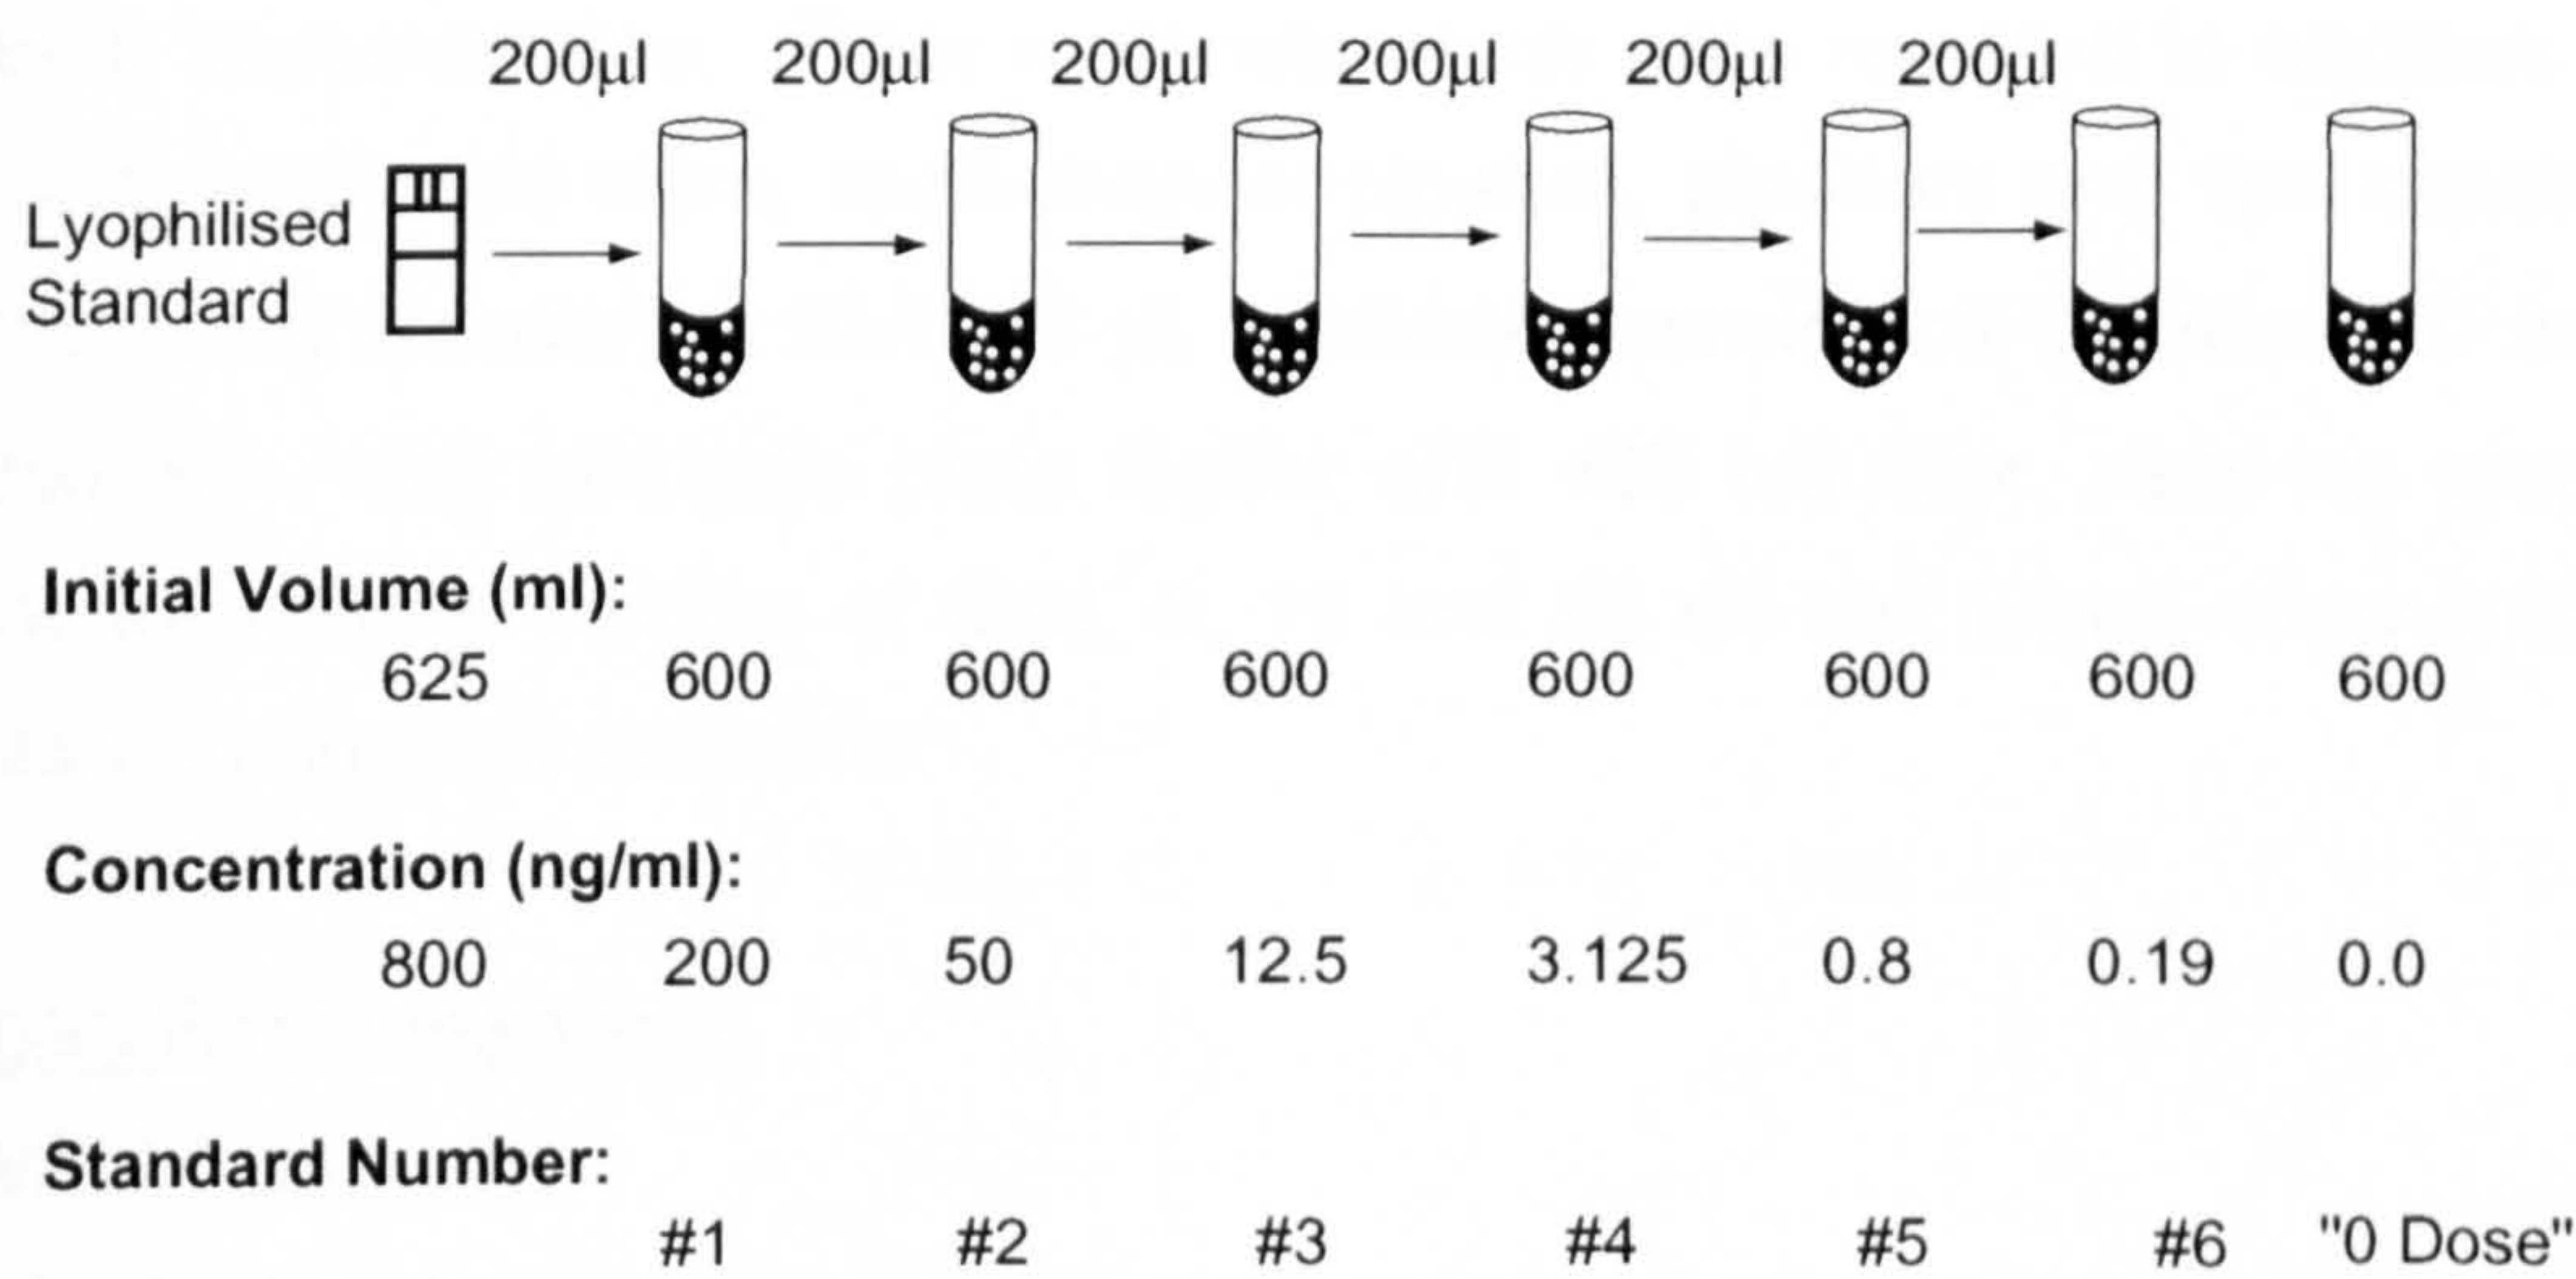 200µl 200µl 200µl 200µl 200µl 200µl
Lyophilised
Standard
Initial Volume (ml):
625 600 600 600 600 600 600 600
Concentration (ng/ml):
800 200 50 12.5 3.125 0.8 0.19 0.0
Standard Number:
#1 #2 #3 #4 #5 #6 "0 Dose"